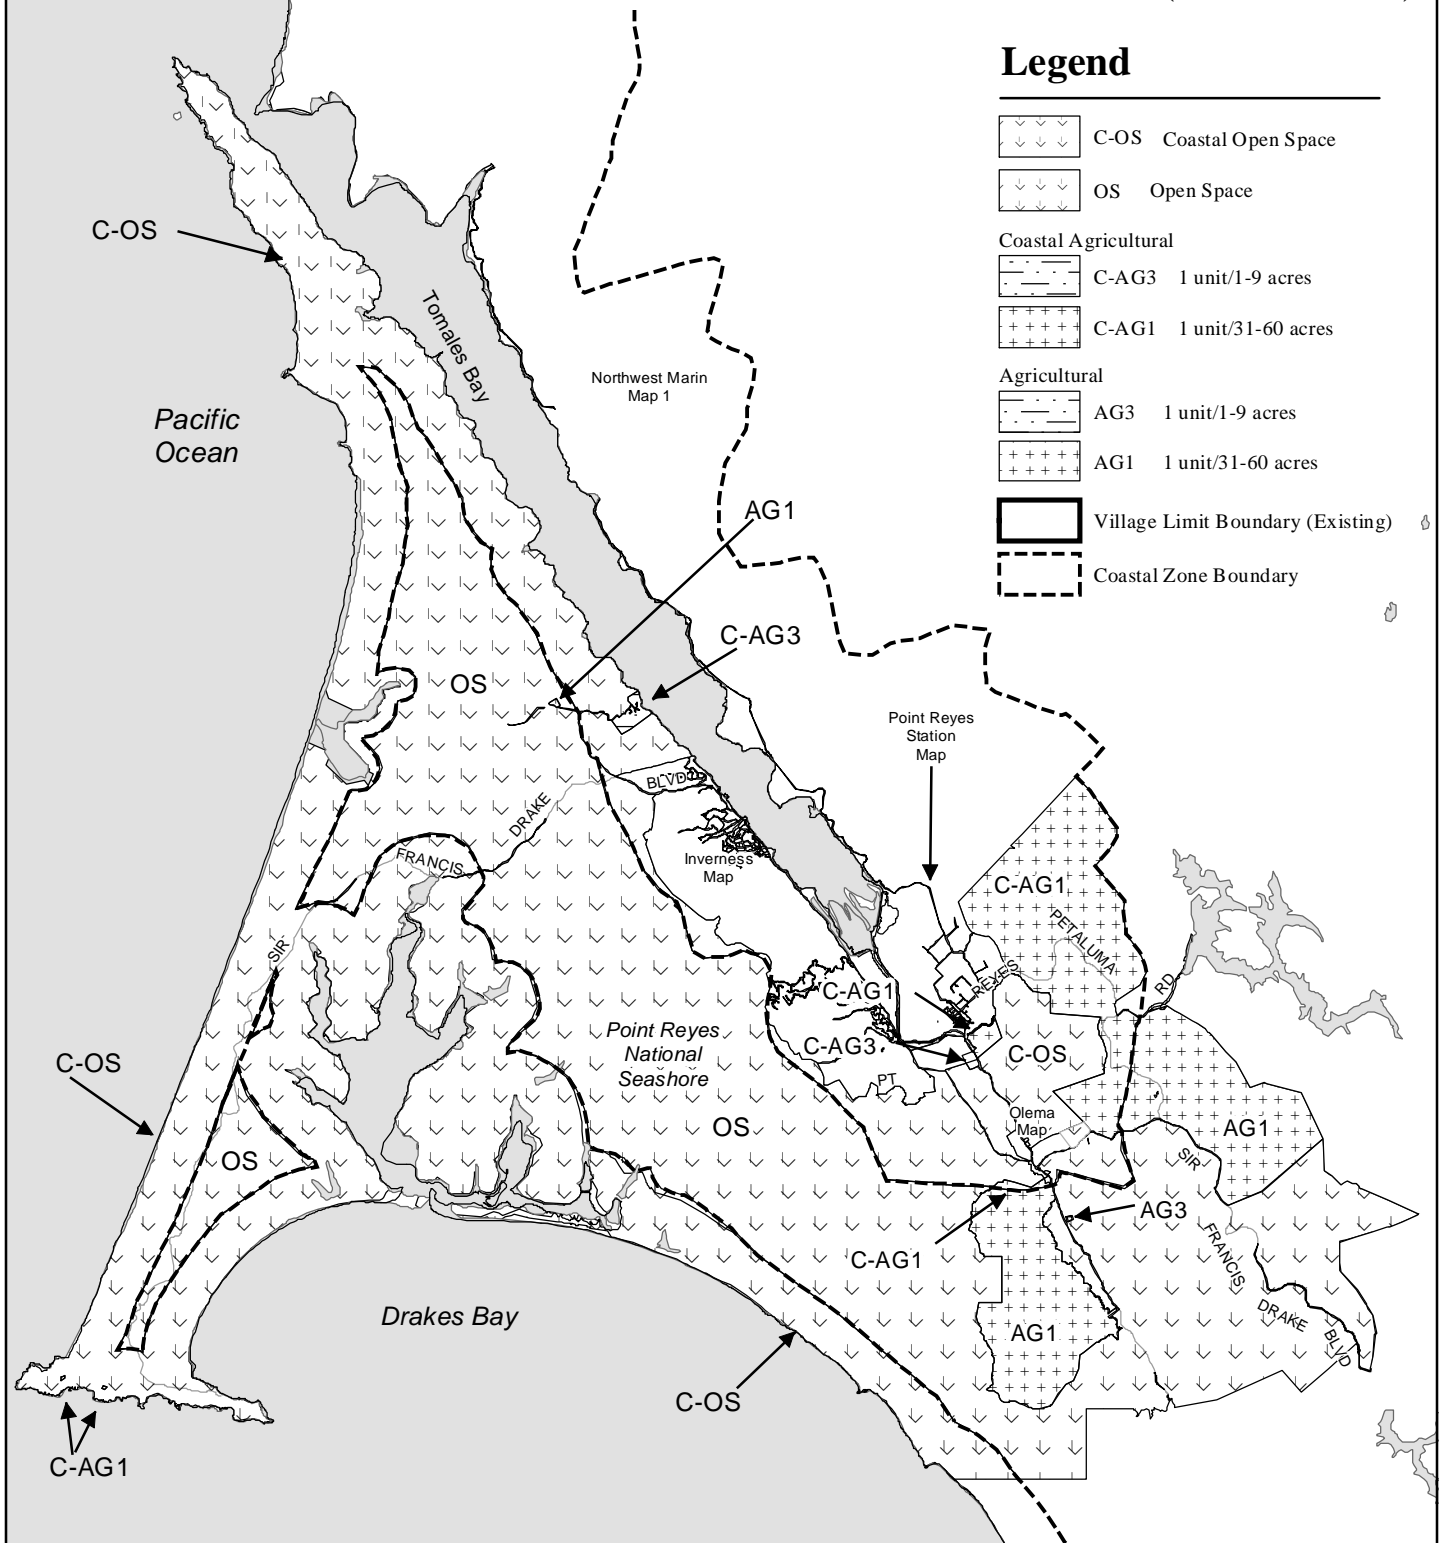 Legend
C-OS Coastal Open Space
OS Open Space
Coastal Agricultural
C-AG3 1 unit/1-9 acres
C-AG1 1 unit/31-60 acres
Agricultural
AG3 1 unit/1-9 acres
AG1 1 unit/31-60 acres
Village Limit Boundary (Existing)
Coastal Zone Boundary
C-OS
Tomales Bay
Northwest Marin
Map 1
Pacific
Ocean
AG1
C-AG3
OS
Point Reyes
Station
Map
BLVD
DRAKE
FRANCIS
SIR
Inverness
Map
C-AG1
PETALUMA
REYES
RD
C-AG1
C-AG3
PT
C-OS
Point Reyes
National
Seashore
C-OS
OS
OS
Olema
Map
AG1
SIR
AG3
FRANCIS
DRAKE
BLVD
C-AG1
AG1
Drakes Bay
C-OS
C-AG1